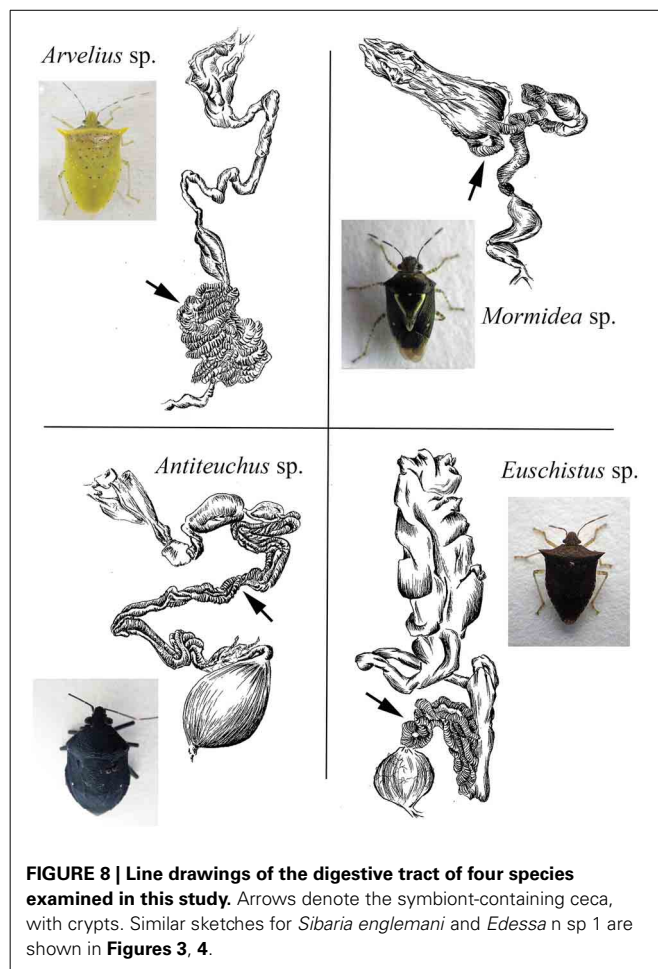 Arvelius sp.
Mormidea sp.
Antiteuchus sp.
Euschistus sp.
FIGURE 8 | Line drawings of the digestive tract of four species
examined in this study. Arrows denote the symbiont-containing ceca,
with crypts. Similar sketches for Sibaria englemani and Edessa n sp 1 are
shown in Figures 3, 4.